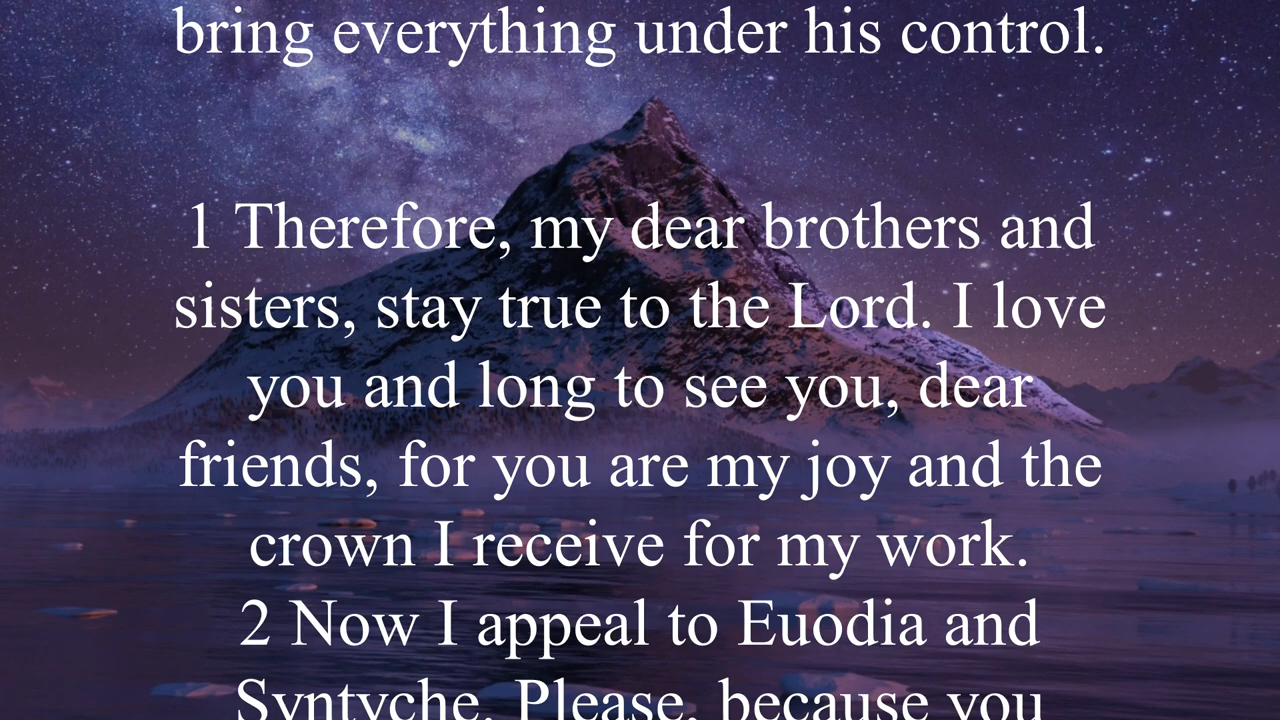 bring everything under his control.
1 Therefore, my dear brothers and
sisters, stay true to the Lord. I love
you and long to see you, dear
friends, for you are my joy and the
crown I receive for my work.
2 Now I appeal to Euodia and
Syntyche. Please, because you